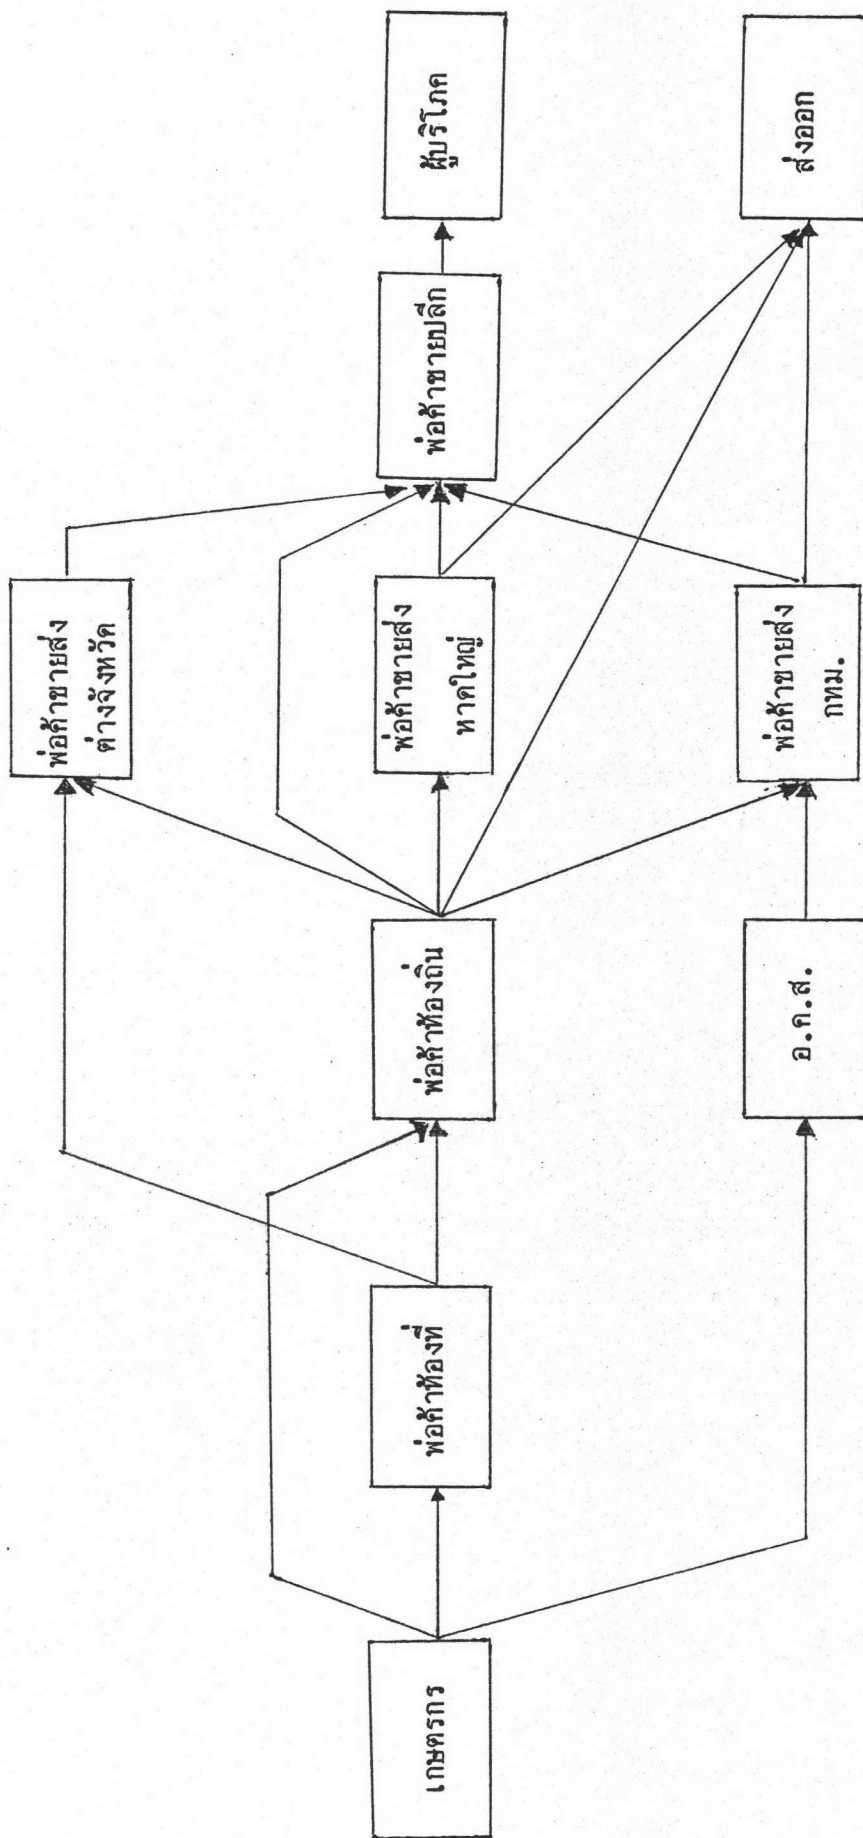 เกษตรกร
พ่อค้าท้องที่
พ่อค้าท้องถิ่น
อ.ค.ส.
พ่อค้าขายส่ง
ต่างจังหวัด
พ่อค้าขายส่ง
หาดใหญ่
พ่อค้าขายส่ง
กทม.
พ่อค้าขายปลีก
ผู้บริโภค
ส่งออก